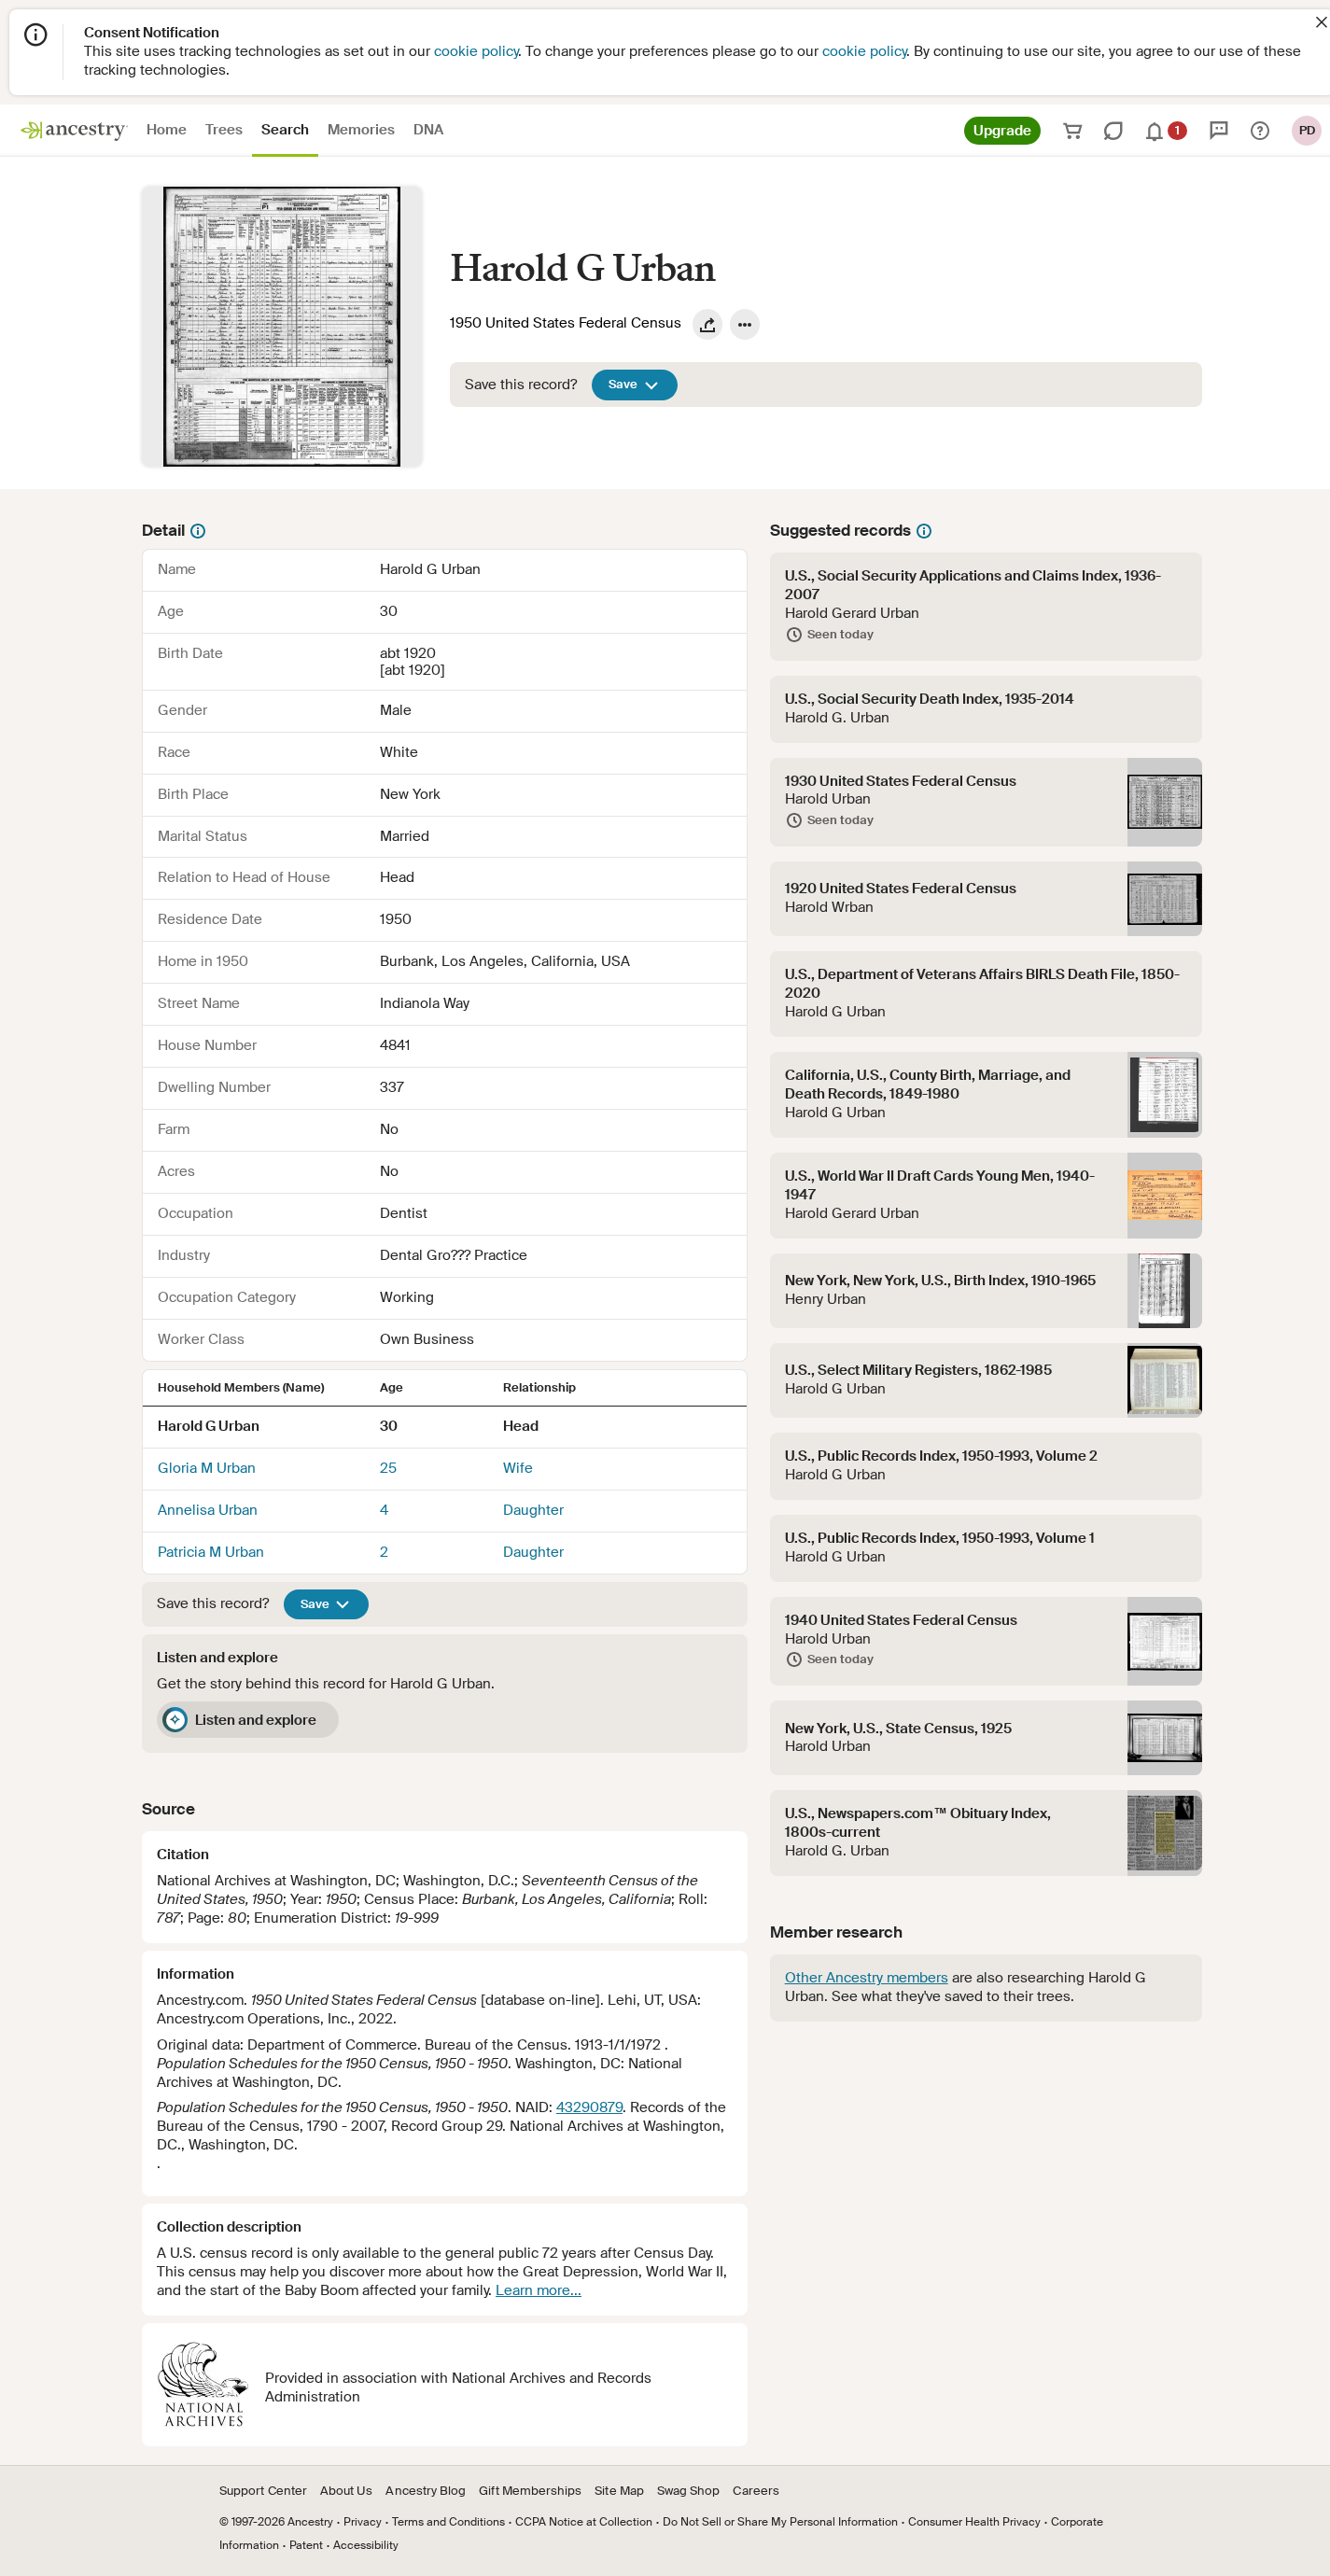 Consent Notification
This site uses tracking technologies as set out in our cookie policy. To change your preferences please go to our cookie policy. By continuing to use our site, you agree to our use of these
tracking technologies.
ancestry Home Trees Search Memories DNA Upgrade 1 PD
Harold G Urban
1950 United States Federal Census
Save this record? Save
Detail
Name Harold G Urban
Age 30
Birth Date abt 1920
[abt 1920]
Gender Male
Race White
Birth Place New York
Marital Status Married
Relation to Head of House Head
Residence Date 1950
Home in 1950 Burbank, Los Angeles, California, USA
Street Name Indianola Way
House Number 4841
Dwelling Number 337
Farm No
Acres No
Occupation Dentist
Industry Dental Gro??? Practice
Occupation Category Working
Worker Class Own Business
Household Members (Name) Age Relationship
Harold G Urban 30 Head
Gloria M Urban 25 Wife
Annelisa Urban 4 Daughter
Patricia M Urban 2 Daughter
Save this record? Save
Listen and explore
Get the story behind this record for Harold G Urban.
Listen and explore
Source
Citation
National Archives at Washington, DC; Washington, D.C.; Seventeenth Census of the
United States, 1950; Year: 1950; Census Place: Burbank, Los Angeles, California; Roll:
787; Page: 80; Enumeration District: 19-999
Information
Ancestry.com. 1950 United States Federal Census [database on-line]. Lehi, UT, USA:
Ancestry.com Operations, Inc., 2022.
Original data: Department of Commerce. Bureau of the Census. 1913-1/1/1972 .
Population Schedules for the 1950 Census, 1950 - 1950. Washington, DC: National
Archives at Washington, DC.
Population Schedules for the 1950 Census, 1950 - 1950. NAID: 43290879. Records of the
Bureau of the Census, 1790 - 2007, Record Group 29. National Archives at Washington,
DC., Washington, DC.
.
Collection description
A U.S. census record is only available to the general public 72 years after Census Day.
This census may help you discover more about how the Great Depression, World War II,
and the start of the Baby Boom affected your family. Learn more...
NATIONAL
ARCHIVES
Provided in association with National Archives and Records
Administration
Suggested records
U.S., Social Security Applications and Claims Index, 1936-
2007
Harold Gerard Urban
Seen today
U.S., Social Security Death Index, 1935-2014
Harold G. Urban
1930 United States Federal Census
Harold Urban
Seen today
1920 United States Federal Census
Harold Wrban
U.S., Department of Veterans Affairs BIRLS Death File, 1850-
2020
Harold G Urban
California, U.S., County Birth, Marriage, and
Death Records, 1849-1980
Harold G Urban
U.S., World War II Draft Cards Young Men, 1940-
1947
Harold Gerard Urban
New York, New York, U.S., Birth Index, 1910-1965
Henry Urban
U.S., Select Military Registers, 1862-1985
Harold G Urban
U.S., Public Records Index, 1950-1993, Volume 2
Harold G Urban
U.S., Public Records Index, 1950-1993, Volume 1
Harold G Urban
1940 United States Federal Census
Harold Urban
Seen today
New York, U.S., State Census, 1925
Harold Urban
U.S., Newspapers.com™ Obituary Index,
1800s-current
Harold G. Urban
Member research
Other Ancestry members are also researching Harold G
Urban. See what they've saved to their trees.
Support Center About Us Ancestry Blog Gift Memberships Site Map Swag Shop Careers
© 1997-2026 Ancestry • Privacy • Terms and Conditions • CCPA Notice at Collection • Do Not Sell or Share My Personal Information • Consumer Health Privacy • Corporate
Information • Patent • Accessibility